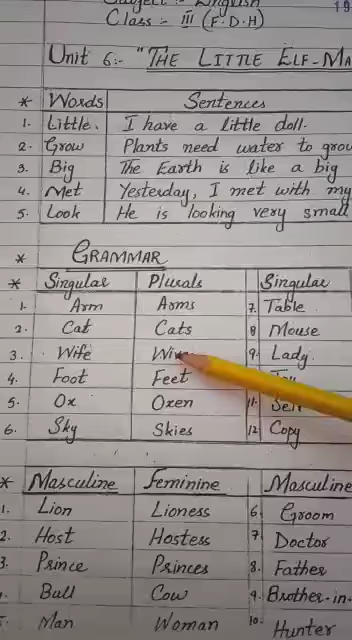 Subject :- English
Class :- III (F.D.H)
19
Unit 6:- "THE LITTLE ELF-MA
* Words Sentences
1. Little. I have a little doll.
2. Grow Plants need water to grow
3. Big The Earth is like a big
4. Met Yesterday, I met with my
5. Look He is looking very small
* GRAMMAR
* Singular Plurals Singular
1. Arm Arms 7. Table
2. Cat Cats 8 Mouse
3. Wife 9. Lady.
4. Foot Feet
5. Ox Oxen 11.
6. Sky Skies 12 Copy
* Masculine Feminine Masculine
1. Lion Lioness 6. Groom
2. Host Hostess 7. Doctor
3. Prince Princes 8. Father
Bull Cow 9. Brother-in-
Man Woman 10. Hunter